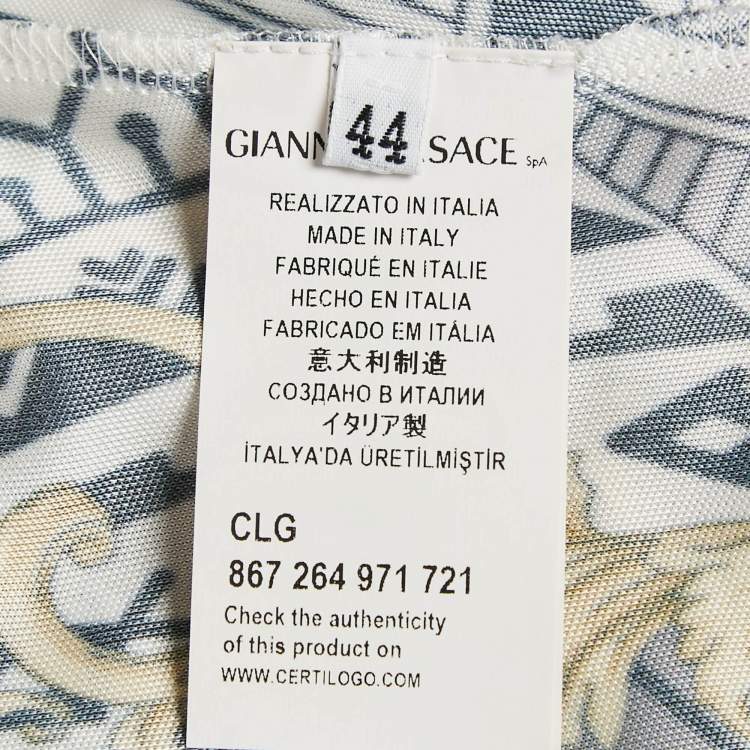 44
GIANN SACE SpA
REALIZZATO IN ITALIA
MADE IN ITALY
FABRIQUÉ EN ITALIE
HECHO EN ITALIA
FABRICADO EM ITÁLIA
意大利制造
СОЗДАНО В ИТАЛИИ
イタリア製
İTALYA'DA ÜRETİLMİŞTİR
CLG
867 264 971 721
Check the authenticity
of this product on
WWW.CERTILOGO.COM